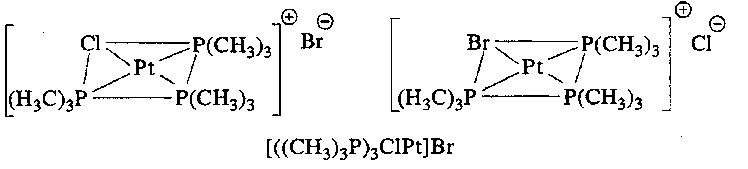 Cl P(CH₃)₃ ⊕ Br⊖ Br P(CH₃)₃ ⊕ Cl⊖
Pt Pt
(H₃C)₃P P(CH₃)₃ (H₃C)₃P P(CH₃)₃
[((CH₃)₃P)₃ClPt]Br